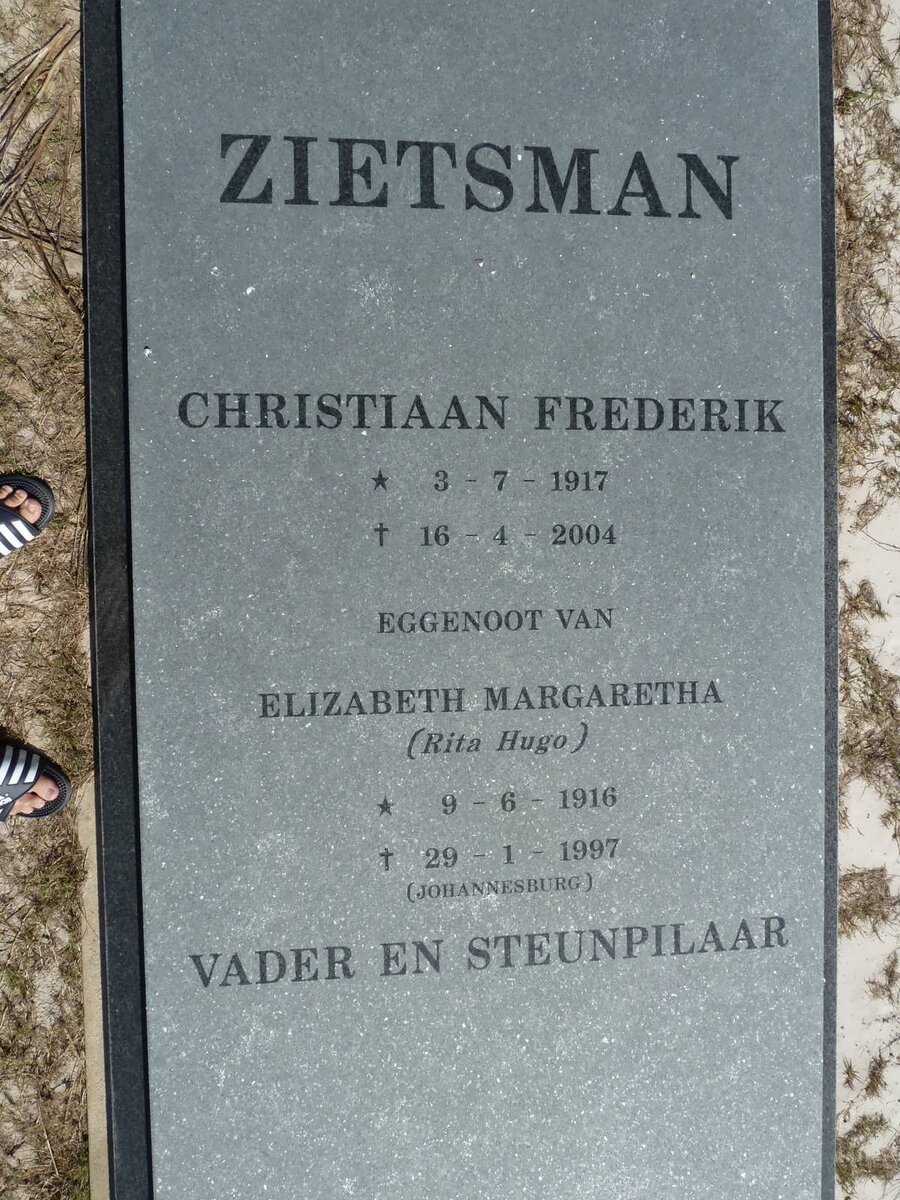 ZIETSMAN
CHRISTIAAN FREDERIK
★ 3 - 7 - 1917
† 16 - 4 - 2004
EGGENOOT VAN
ELIZABETH MARGARETHA
(Rita Hugo)
★ 9 - 6 - 1916
† 29 - 1 - 1997
(JOHANNESBURG)
VADER EN STEUNPILAAR